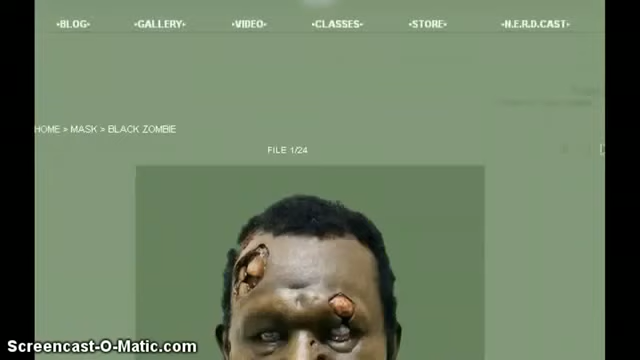 •BLOG• •GALLERY• •VIDEO• •CLASSES• •STORE• •N.E.R.D.CAST•
HOME » MASK » BLACK ZOMBIE
FILE 1/24
Screencast-O-Matic.com